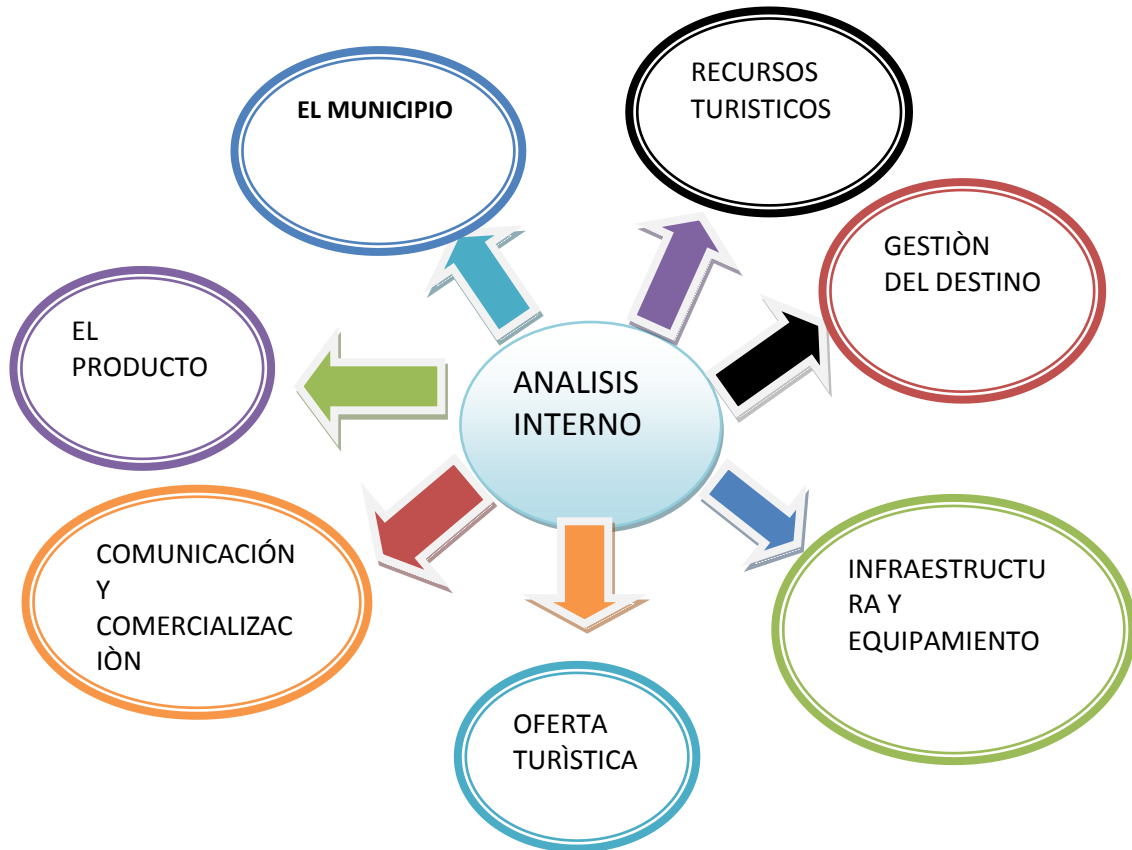 EL MUNICIPIO
RECURSOS
TURISTICOS
GESTIÒN
DEL DESTINO
EL
PRODUCTO
ANALISIS
INTERNO
COMUNICACIÓN
Y
COMERCIALIZAC
IÒN
INFRAESTRUCTU
RA Y
EQUIPAMIENTO
OFERTA
TURÌSTICA